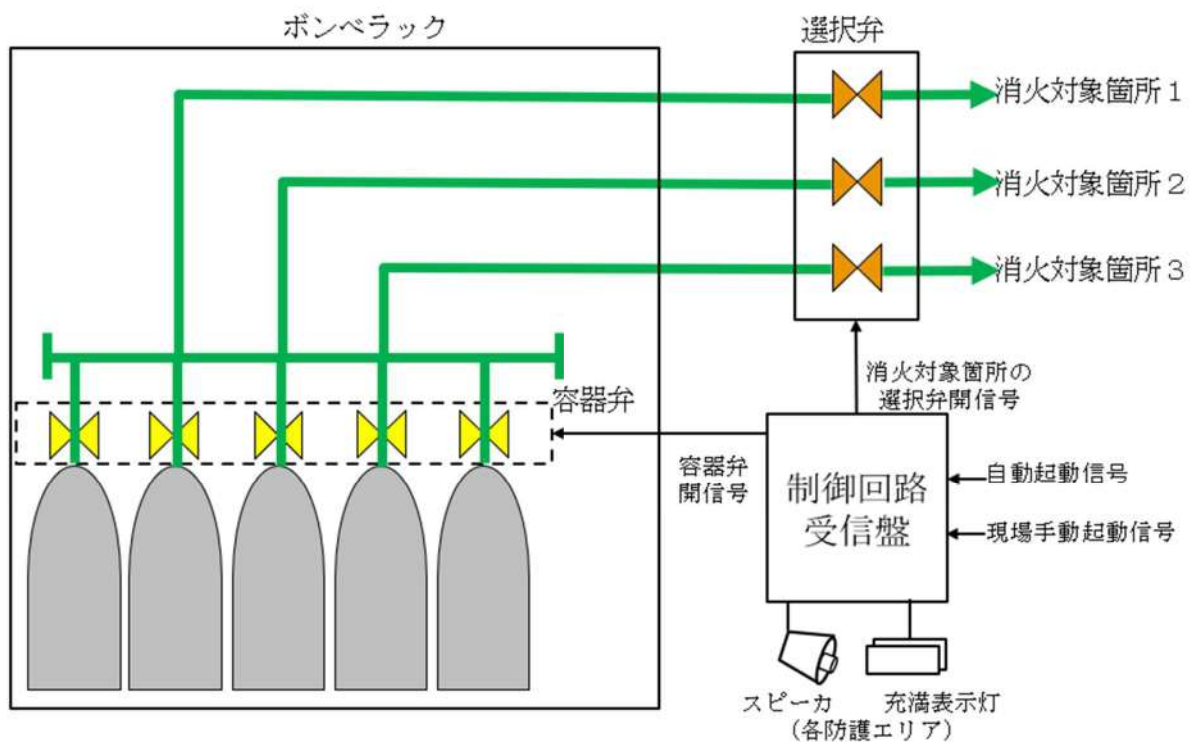 ボンベラック
選択弁
消火対象箇所1
消火対象箇所2
消火対象箇所3
容器弁
消火対象箇所の
選択弁開信号
容器弁
開信号
制御回路
受信盤
自動起動信号
現場手動起動信号
スピーカ
充満表示灯
(各防護エリア)